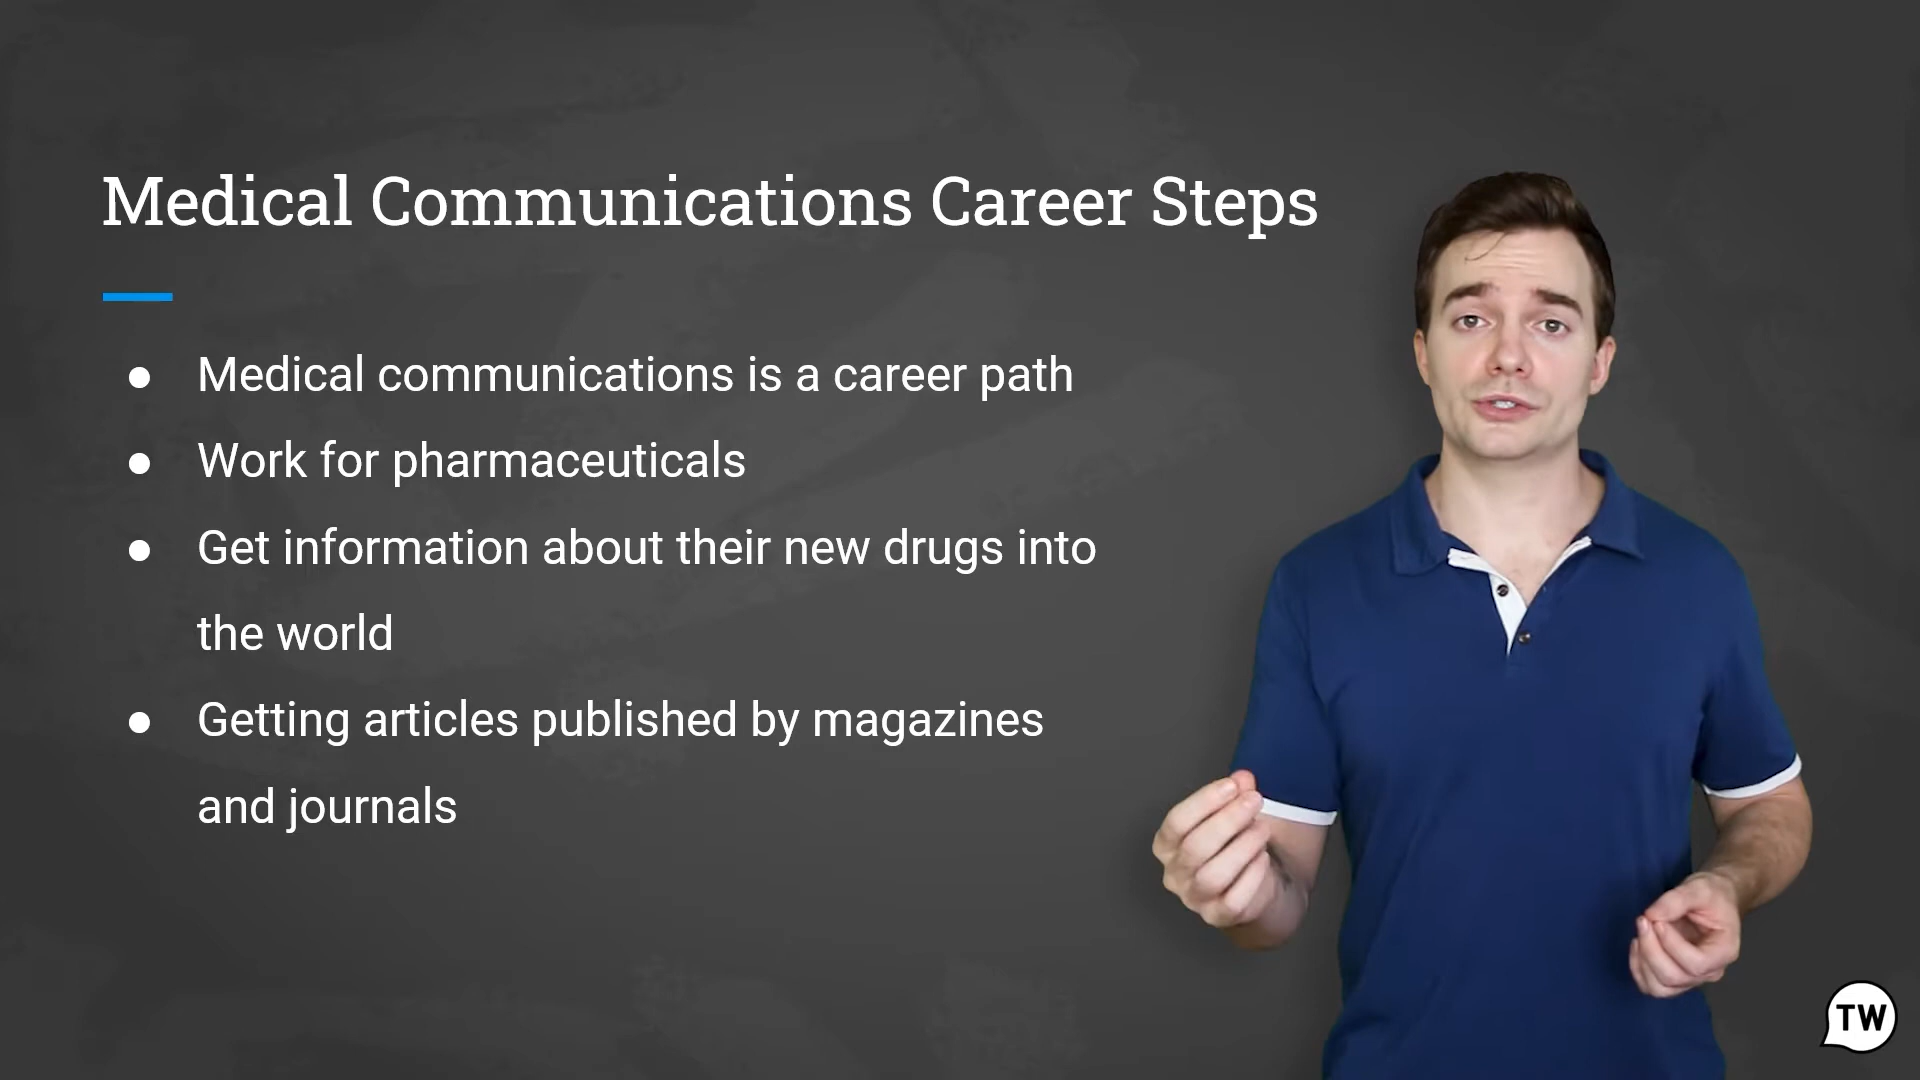 Medical Communications Career Steps
● Medical communications is a career path
● Work for pharmaceuticals
● Get information about their new drugs into
the world
● Getting articles published by magazines
and journals
TW